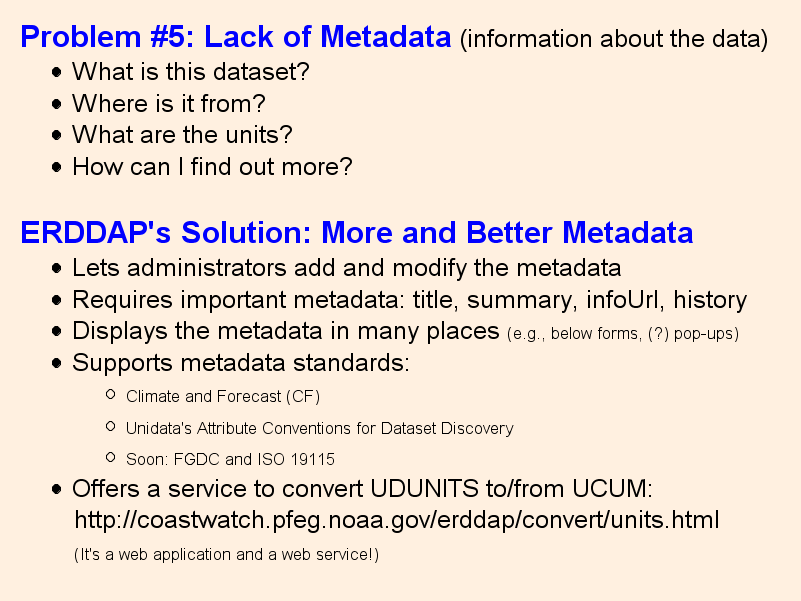 Problem #5: Lack of Metadata (information about the data)
• What is this dataset?
• Where is it from?
• What are the units?
• How can I find out more?
ERDDAP's Solution: More and Better Metadata
• Lets administrators add and modify the metadata
• Requires important metadata: title, summary, infoUrl, history
• Displays the metadata in many places (e.g., below forms, (?) pop-ups)
• Supports metadata standards:
○ Climate and Forecast (CF)
○ Unidata's Attribute Conventions for Dataset Discovery
○ Soon: FGDC and ISO 19115
• Offers a service to convert UDUNITS to/from UCUM:
http://coastwatch.pfeg.noaa.gov/erddap/convert/units.html
(It's a web application and a web service!)